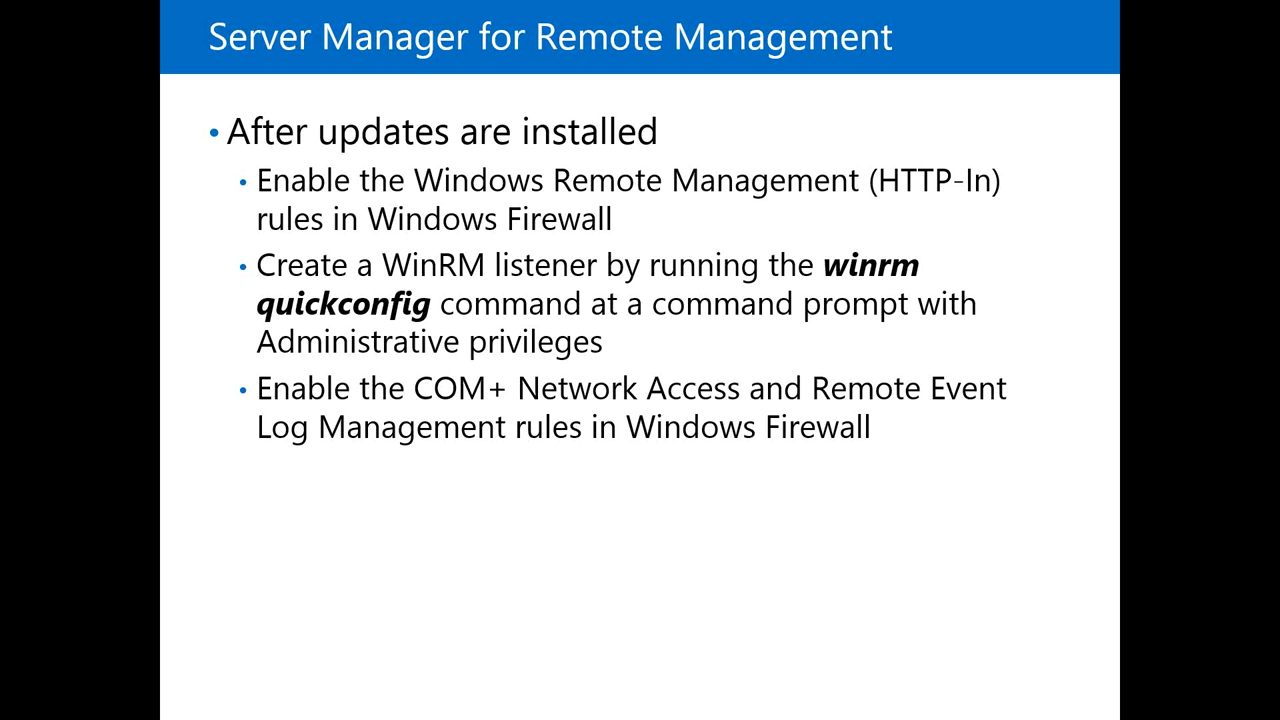 Server Manager for Remote Management
• After updates are installed
• Enable the Windows Remote Management (HTTP-In)
rules in Windows Firewall
• Create a WinRM listener by running the winrm
quickconfig command at a command prompt with
Administrative privileges
• Enable the COM+ Network Access and Remote Event
Log Management rules in Windows Firewall